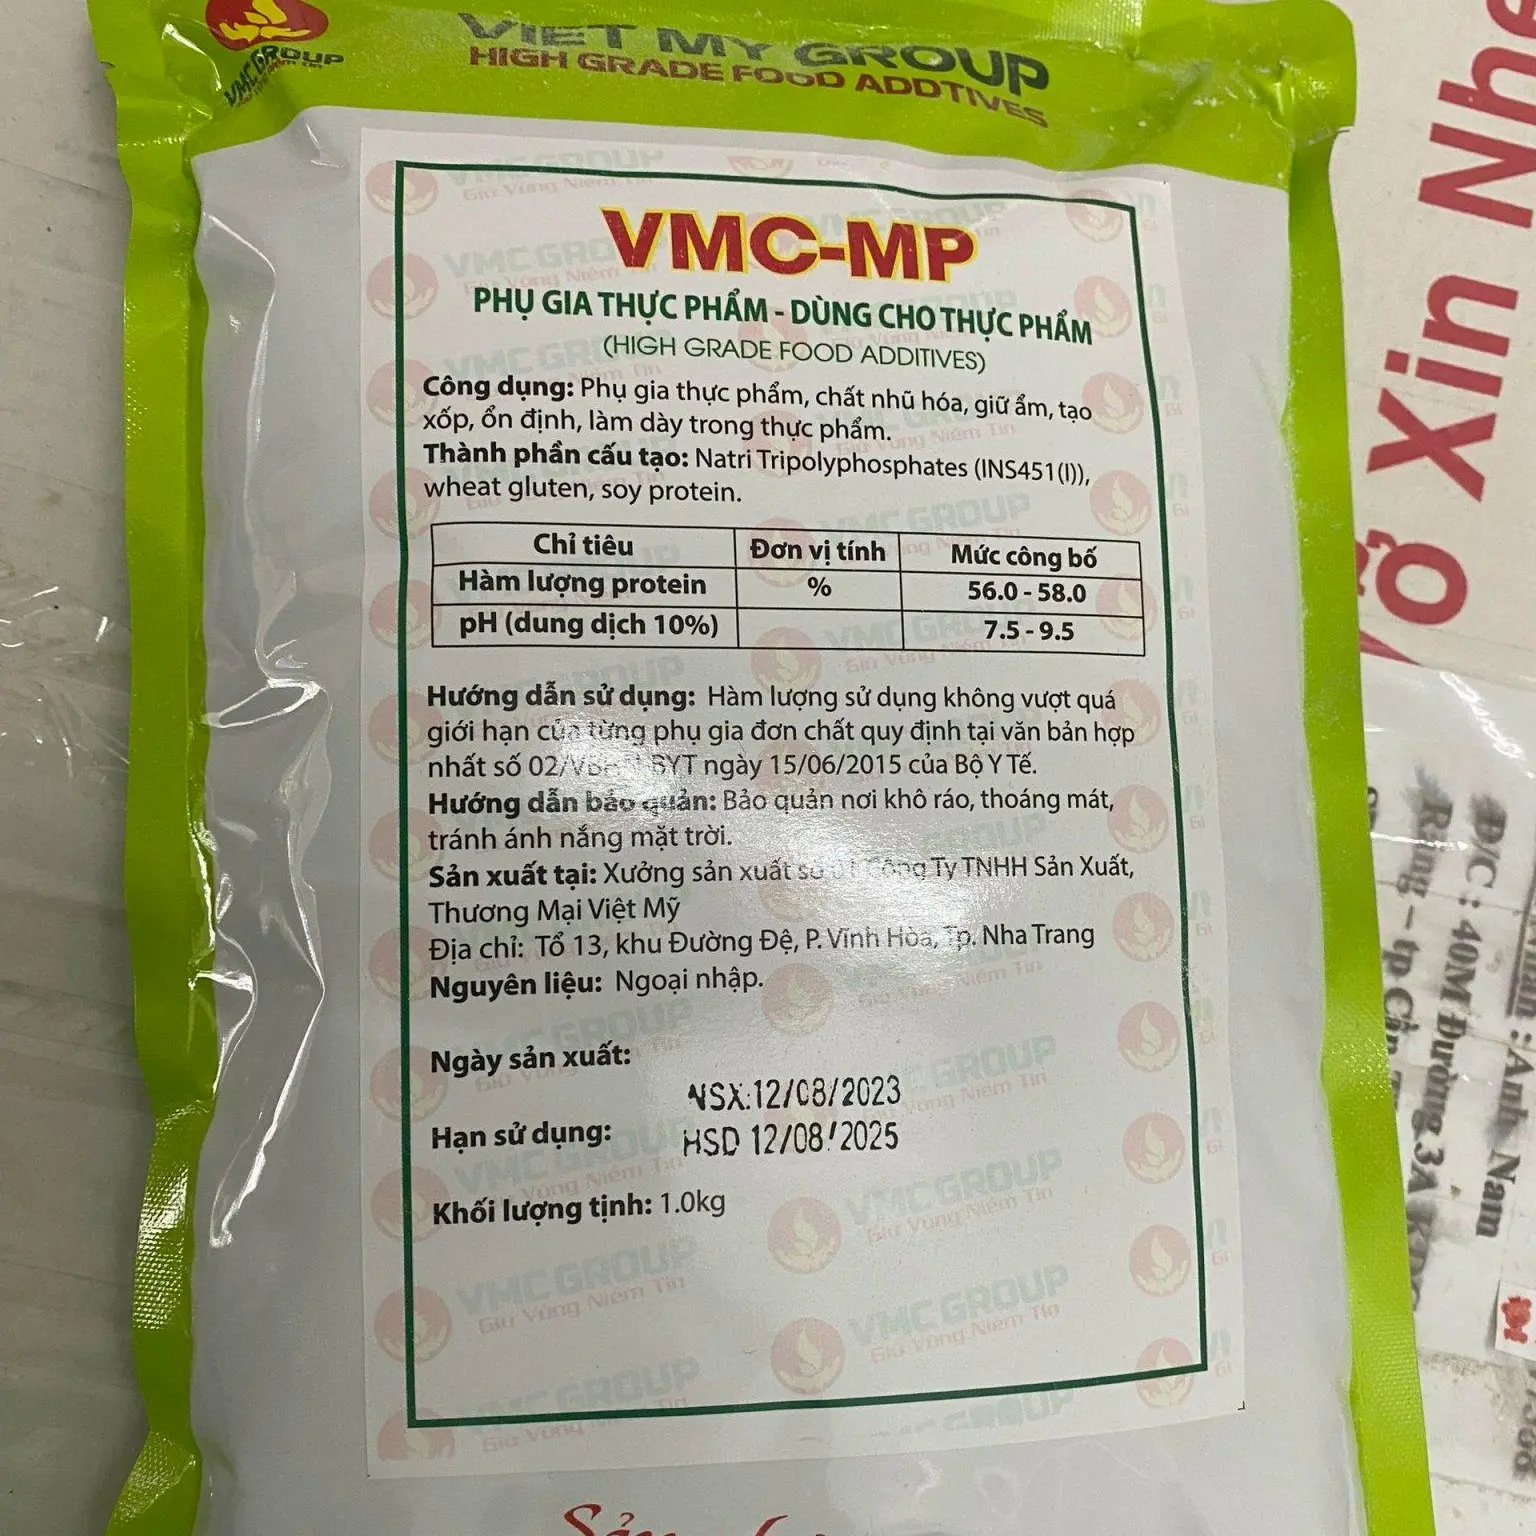 VMC GROUP
VIET MY GROUP
HIGH GRADE FOOD ADDTIVES
VMC-MP
PHỤ GIA THỰC PHẨM - DÙNG CHO THỰC PHẨM
(HIGH GRADE FOOD ADDITIVES)
Công dụng: Phụ gia thực phẩm, chất nhũ hóa, giữ ẩm, tạo
xốp, ổn định, làm dày trong thực phẩm.
Thành phần cấu tạo: Natri Tripolyphosphates (INS451(I)),
wheat gluten, soy protein.
Chỉ tiêu Đơn vị tính Mức công bố
Hàm lượng protein % 56.0 - 58.0
pH (dung dịch 10%) 7.5 - 9.5
Hướng dẫn sử dụng: Hàm lượng sử dụng không vượt quá
giới hạn của từng phụ gia đơn chất quy định tại văn bản hợp
nhất số BYT ngày 15/06/2015 của Bộ Y Tế.
Hướng dẫn bảo quản: Bảo quản nơi khô ráo, thoáng mát,
tránh ánh nắng mặt trời.
Sản xuất tại: Xưởng sản xuất số 01 Công Ty TNHH Sản Xuất,
Thương Mại Việt Mỹ
Địa chỉ: Tổ 13, khu Đường Đệ, P. Vĩnh Hòa, Tp. Nha Trang
Nguyên liệu: Ngoại nhập.
Ngày sản xuất:
NSX:12/08/2023
Hạn sử dụng:
HSD 12/08/2025
Khối lượng tịnh: 1.0kg
Xin Nhẹ
Đ/C : 40M Đường 3A
Anh Nam